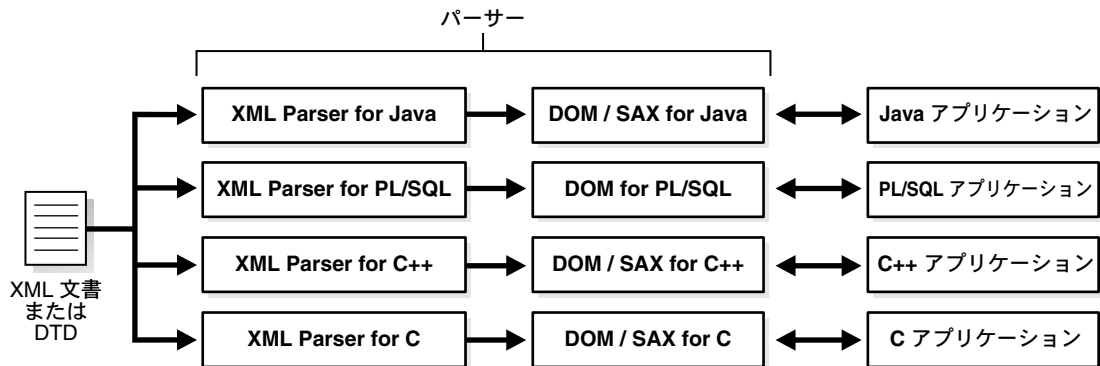 パーサー
XML Parser for Java
DOM / SAX for Java
Java アプリケーション
XML Parser for PL/SQL
DOM for PL/SQL
PL/SQL アプリケーション
XML Parser for C++
DOM / SAX for C++
C++ アプリケーション
XML 文書
または
DTD
XML Parser for C
DOM / SAX for C
C アプリケーション